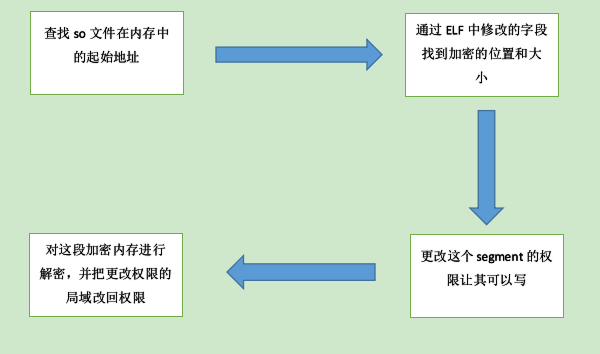 查找 so 文件在内存中
的起始地址
通过 ELF 中修改的字段
找到加密的位置和大
小
更改这个 segment 的权
限让其可以写
对这段加密内存进行
解密，并把更改权限的
局域改回权限